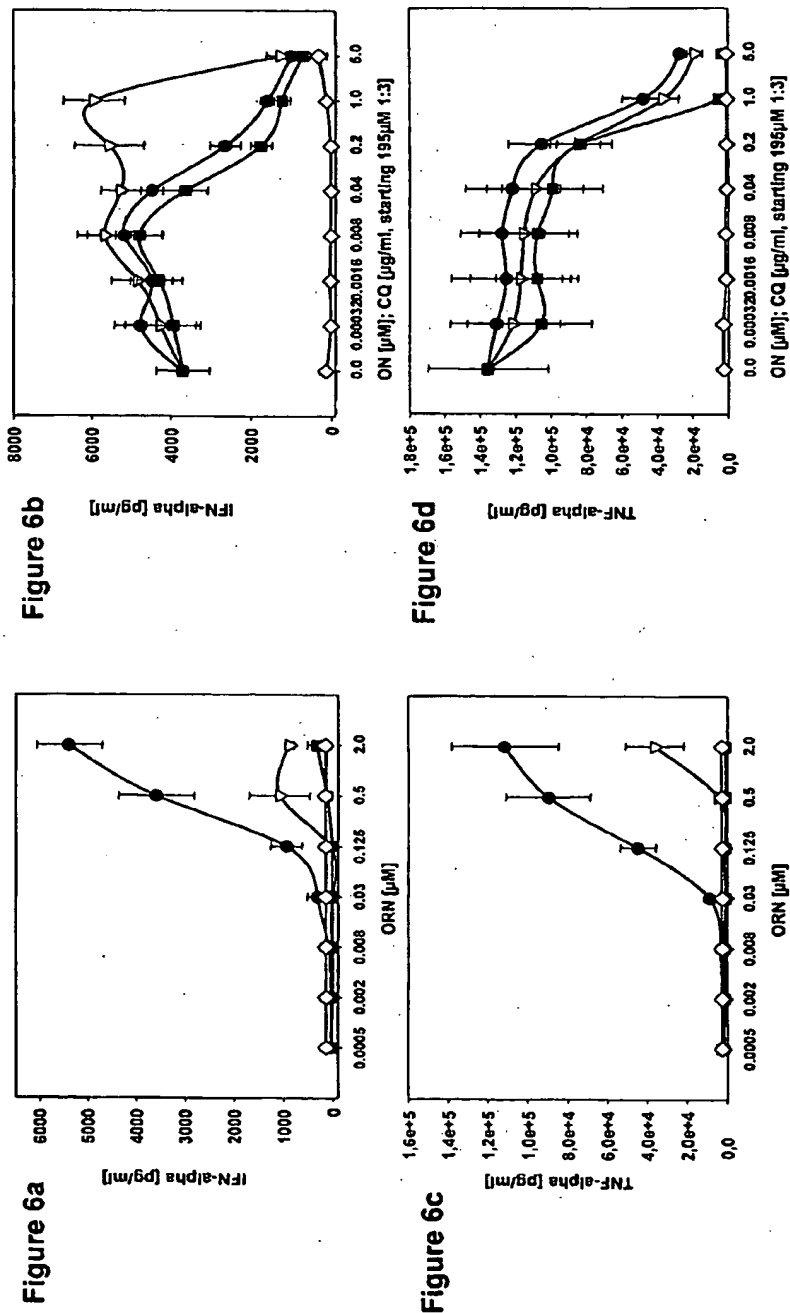 Figure 6a
IFN-alpha [pg/ml]
6000
5000
4000
3000
2000
1000
0
0.0005 0.002 0.008 0.03 0.125 0.5 2.0
ORN [µM]
Figure 6b
IFN-alpha [pg/ml]
8000
6000
4000
2000
0
0.0 0.00032 0.0016 0.008 0.04 0.2 1.0 5.0
ON [µM]; CQ [µg/ml, starting 195µM 1:3]
Figure 6c
TNF-alpha [pg/ml]
1,6e+5
1,4e+5
1,2e+5
1,0e+5
8,0e+4
6,0e+4
4,0e+4
2,0e+4
0,0
0.0005 0.002 0.008 0.03 0.125 0.5 2.0
ORN [µM]
Figure 6d
TNF-alpha [pg/ml]
1,8e+5
1,6e+5
1,4e+5
1,2e+5
1,0e+5
8,0e+4
6,0e+4
4,0e+4
2,0e+4
0,0
0.0 0.00032 0.0016 0.008 0.04 0.2 1.0 5.0
ON [µM]; CQ [µg/ml, starting 195µM 1:3]